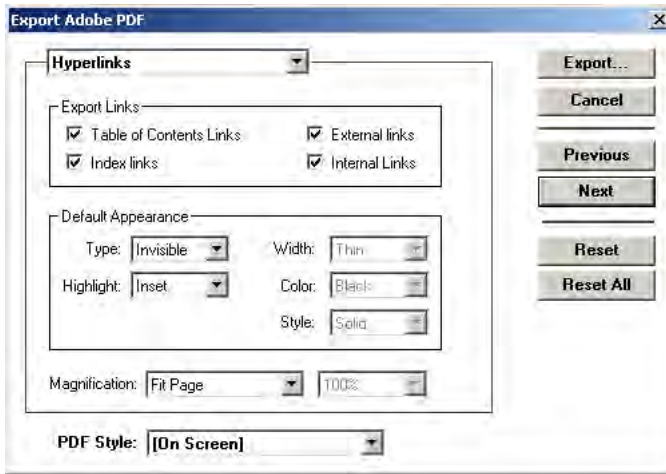 Export Adobe PDF
Hyperlinks
Export Links
Table of Contents Links
External links
Index links
Internal Links
Default Appearance
Type: Invisible
Width: Thin
Highlight: Inset
Color: Black
Style: Solid
Magnification: Fit Page
100%
PDF Style: [On Screen]
Export...
Cancel
Previous
Next
Reset
Reset All